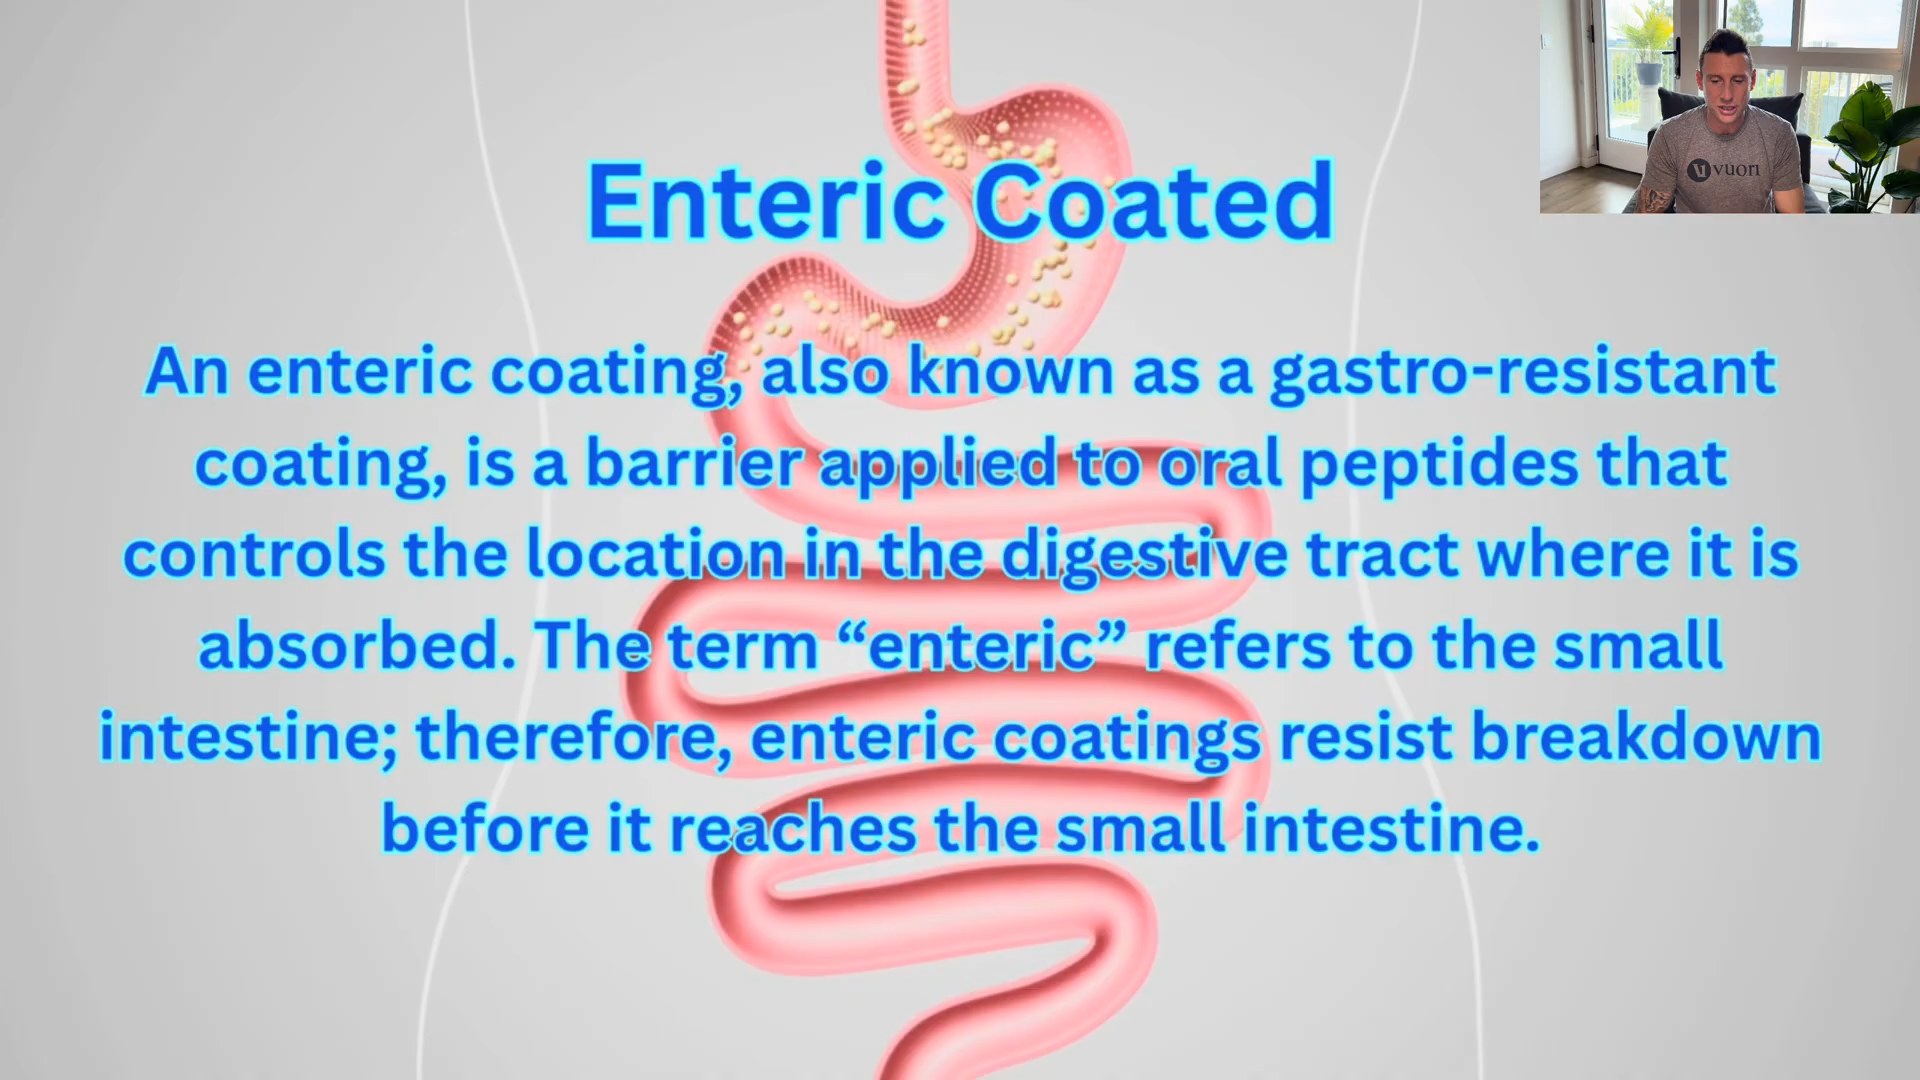 Enteric Coated
An enteric coating, also known as a gastro-resistant
coating, is a barrier applied to oral peptides that
controls the location in the digestive tract where it is
absorbed. The term “enteric” refers to the small
intestine; therefore, enteric coatings resist breakdown
before it reaches the small intestine.
vuori